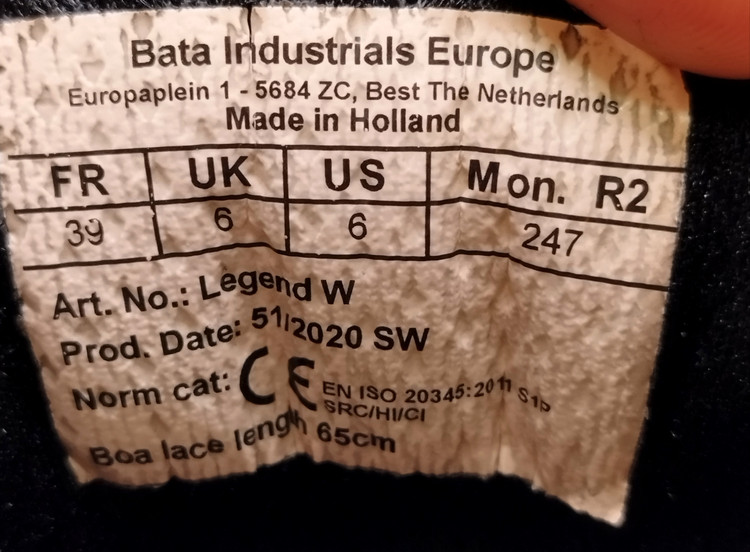 Bata Industrials Europe
Europaplein 1 - 5684 ZC, Best The Netherlands
Made in Holland
FR UK US Mon. R2
39 6 6 247
Art. No.: Legend W
Prod. Date: 51/2020 SW
Norm cat: CE EN ISO 20345:2011 S1P
SRC/HI/CI
Boa lace length 65cm